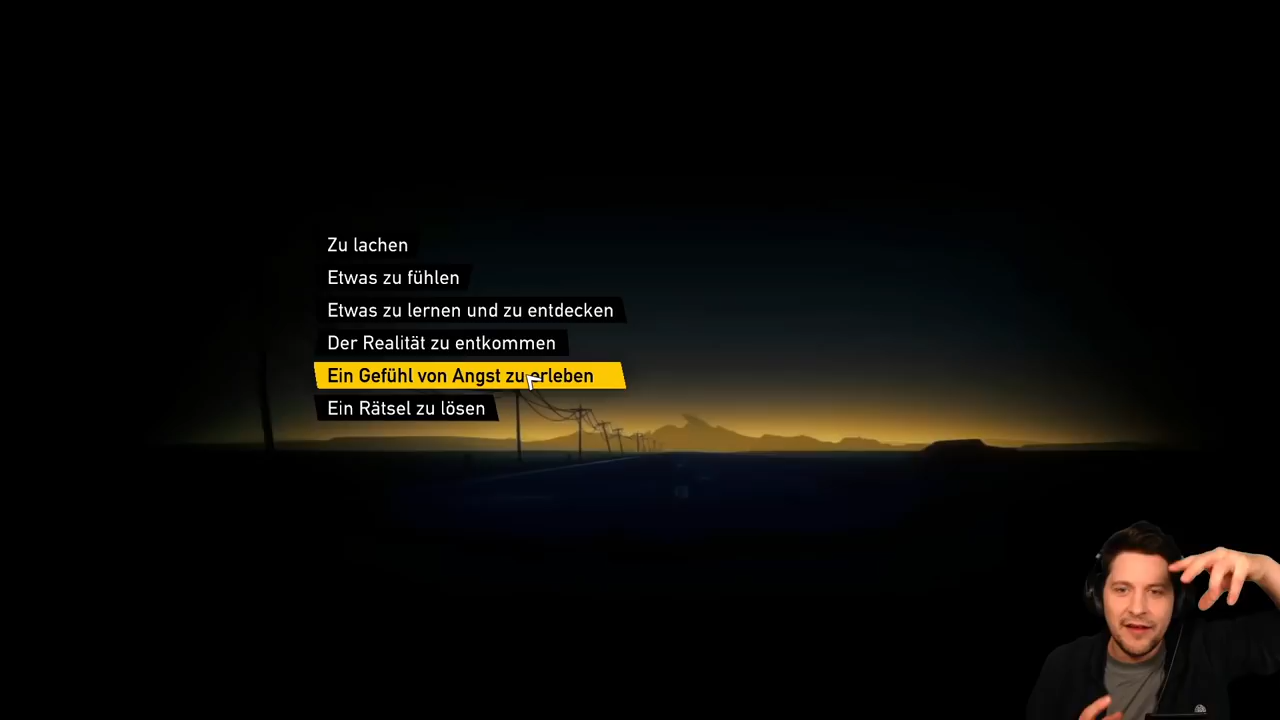 Zu lachen
Etwas zu fühlen
Etwas zu lernen und zu entdecken
Der Realität zu entkommen
Ein Gefühl von Angst zu erleben
Ein Rätsel zu lösen